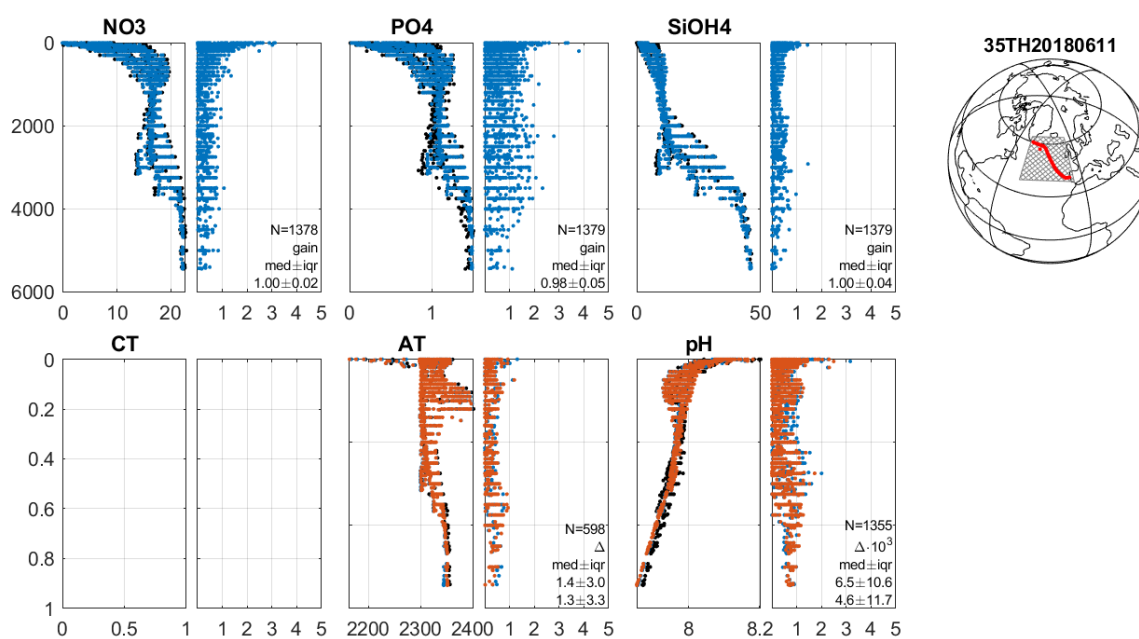 NO3 PO4 SiOH4
35TH20180611
0
2000
4000
6000
N=1378
gain
med±iqr
1.00±0.02
N=1379
gain
med±iqr
0.98±0.05
N=1379
gain
med±iqr
1.00±0.04
0 10 20 1 2 3 4 5 0 1 1 2 3 4 5 0 50 1 2 3 4 5
CT AT pH
0
0.2
0.4
0.6
0.8
1
N=598
Δ
med±iqr
1.4±3.0
1.3±3.3
N=1355
Δ·10³
med±iqr
6.5±10.6
4.6±11.7
0 0.5 1 1 2 3 4 5 2200 2300 2400 1 2 3 4 5 8 8.2 1 2 3 4 5